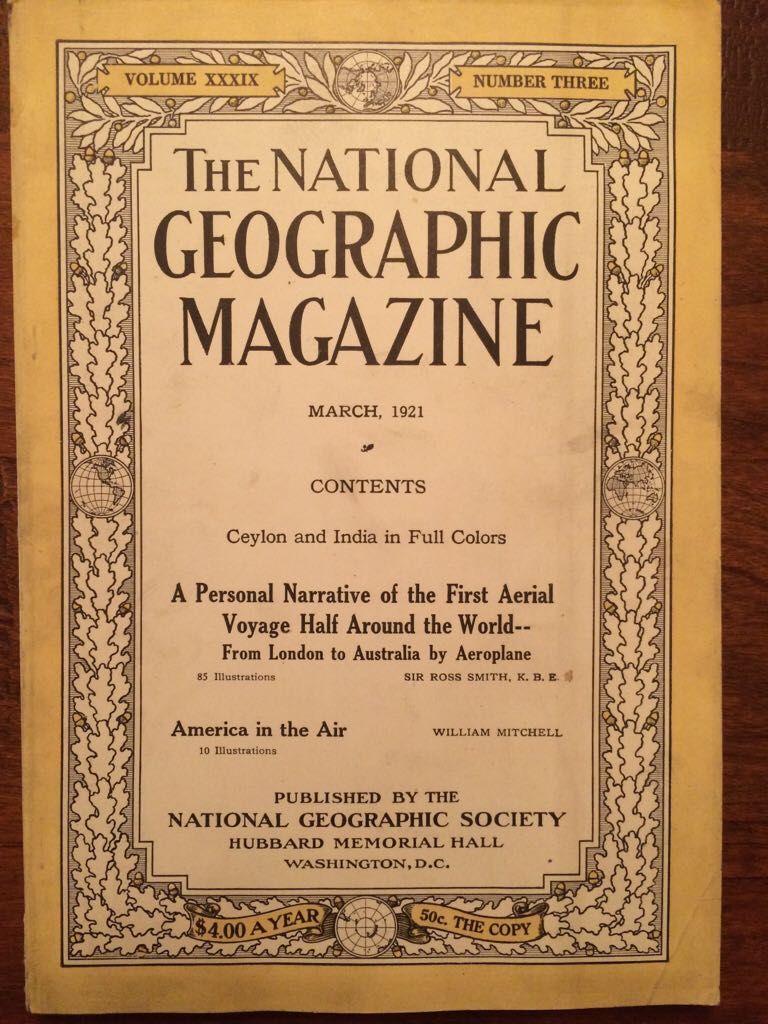 VOLUME XXXIX
NUMBER THREE
THE NATIONAL
GEOGRAPHIC
MAGAZINE
MARCH, 1921
CONTENTS
Ceylon and India in Full Colors
A Personal Narrative of the First Aerial
Voyage Half Around the World--
From London to Australia by Aeroplane
85 Illustrations SIR ROSS SMITH, K. B. E.
America in the Air WILLIAM MITCHELL
10 Illustrations
PUBLISHED BY THE
NATIONAL GEOGRAPHIC SOCIETY
HUBBARD MEMORIAL HALL
WASHINGTON, D.C.
$4.00 A YEAR
50c. THE COPY